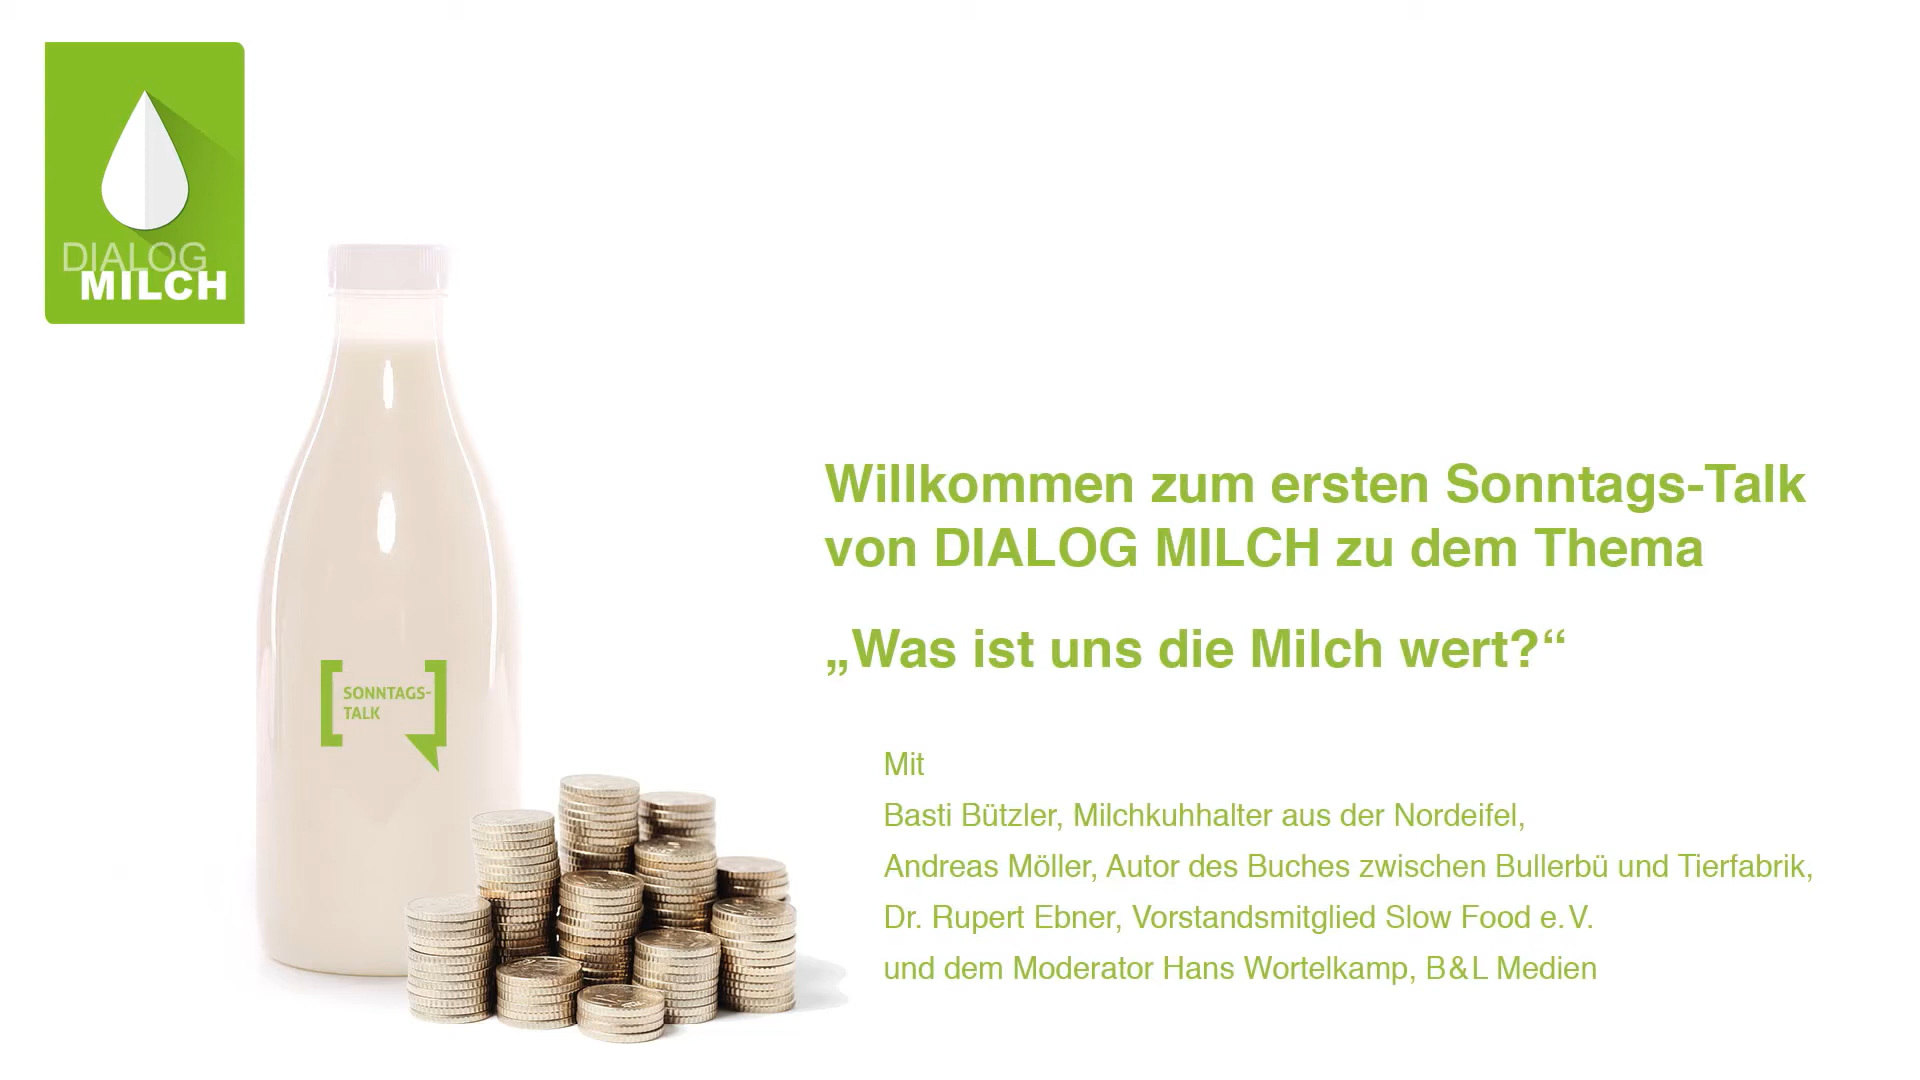 DIALOG
MILCH
Willkommen zum ersten Sonntags-Talk
von DIALOG MILCH zu dem Thema
„Was ist uns die Milch wert?“
SONNTAGS-
TALK
Mit
Basti Bützler, Milchkuhhalter aus der Nordeifel,
Andreas Möller, Autor des Buches zwischen Bullerbü und Tierfabrik,
Dr. Rupert Ebner, Vorstandsmitglied Slow Food e.V.
und dem Moderator Hans Wortelkamp, B&L Medien